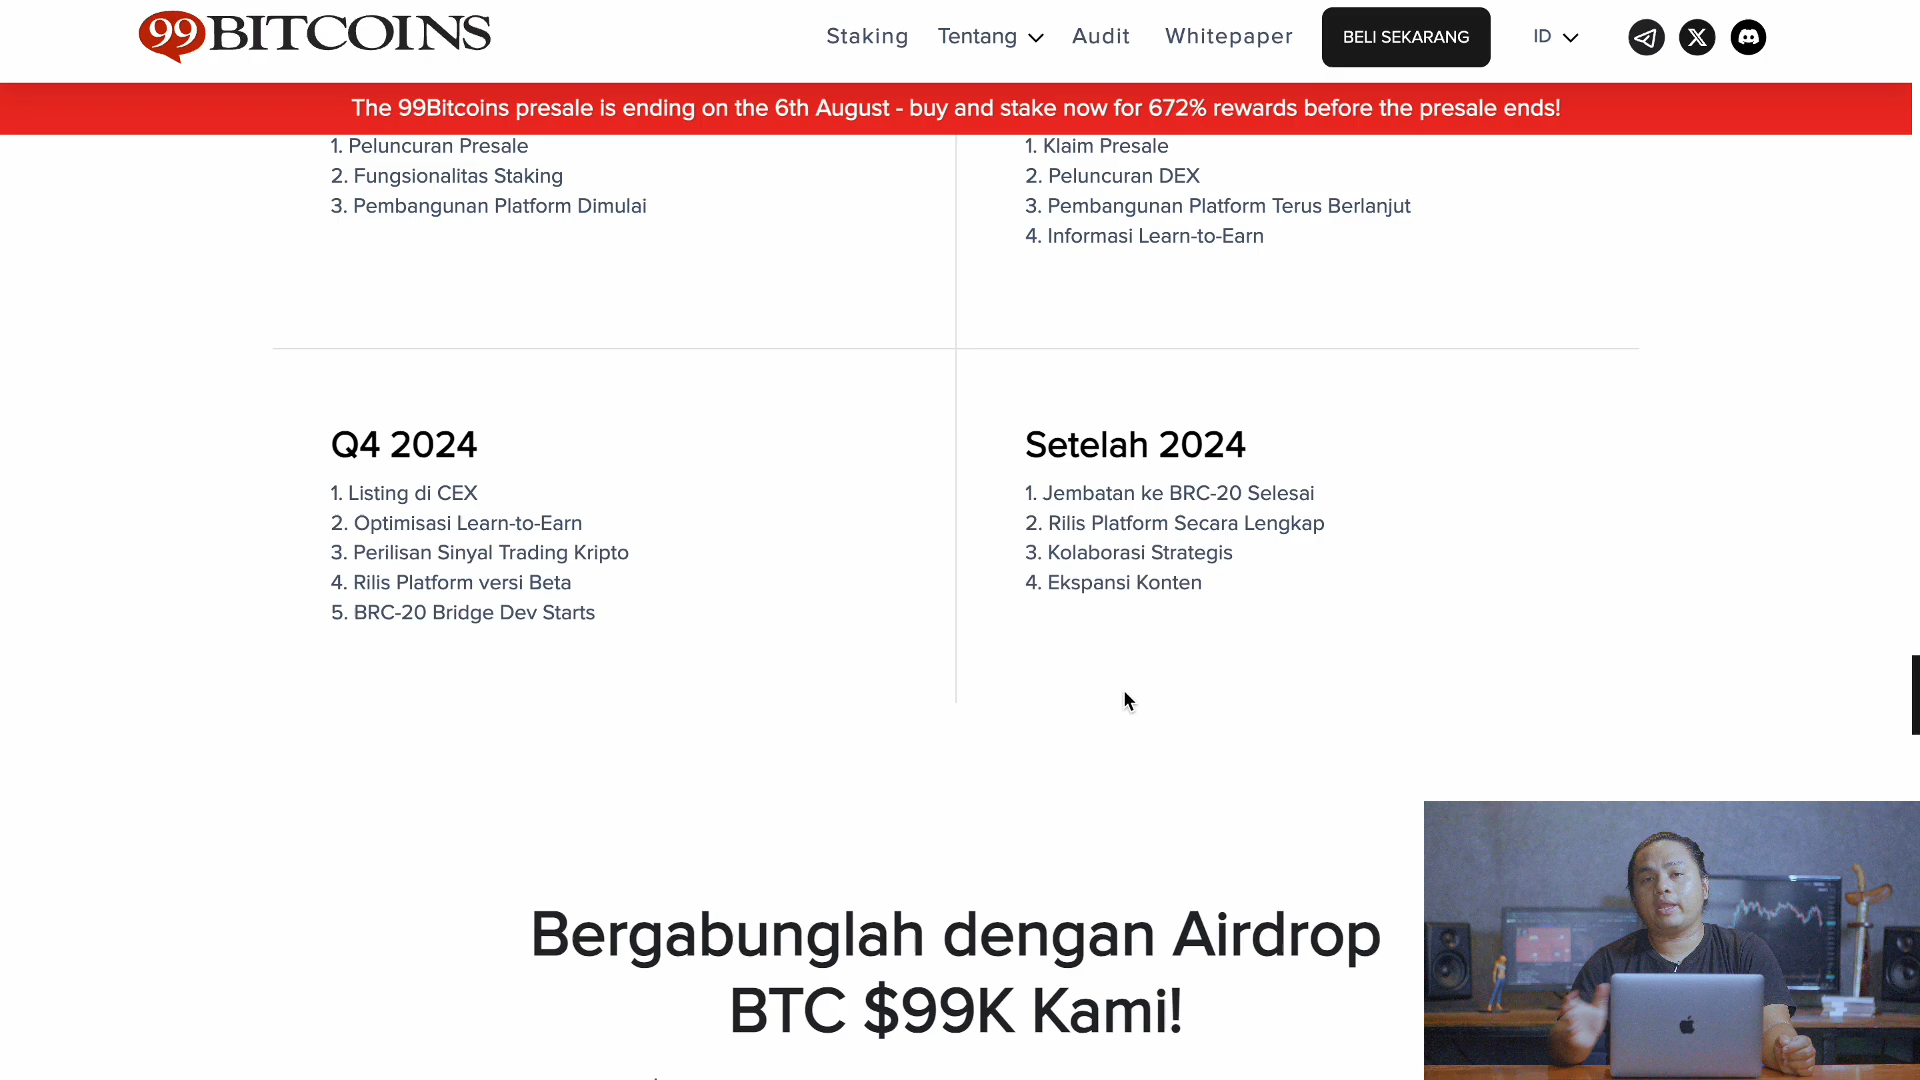 99BITCOINS
Staking
Tentang
Audit
Whitepaper
BELI SEKARANG
ID
The 99Bitcoins presale is ending on the 6th August - buy and stake now for 672% rewards before the presale ends!
1. Peluncuran Presale
2. Fungsionalitas Staking
3. Pembangunan Platform Dimulai
1. Klaim Presale
2. Peluncuran DEX
3. Pembangunan Platform Terus Berlanjut
4. Informasi Learn-to-Earn
Q4 2024
1. Listing di CEX
2. Optimisasi Learn-to-Earn
3. Perilisan Sinyal Trading Kripto
4. Rilis Platform versi Beta
5. BRC-20 Bridge Dev Starts
Setelah 2024
1. Jembatan ke BRC-20 Selesai
2. Rilis Platform Secara Lengkap
3. Kolaborasi Strategis
4. Ekspansi Konten
Bergabunglah dengan Airdrop
BTC $99K Kami!